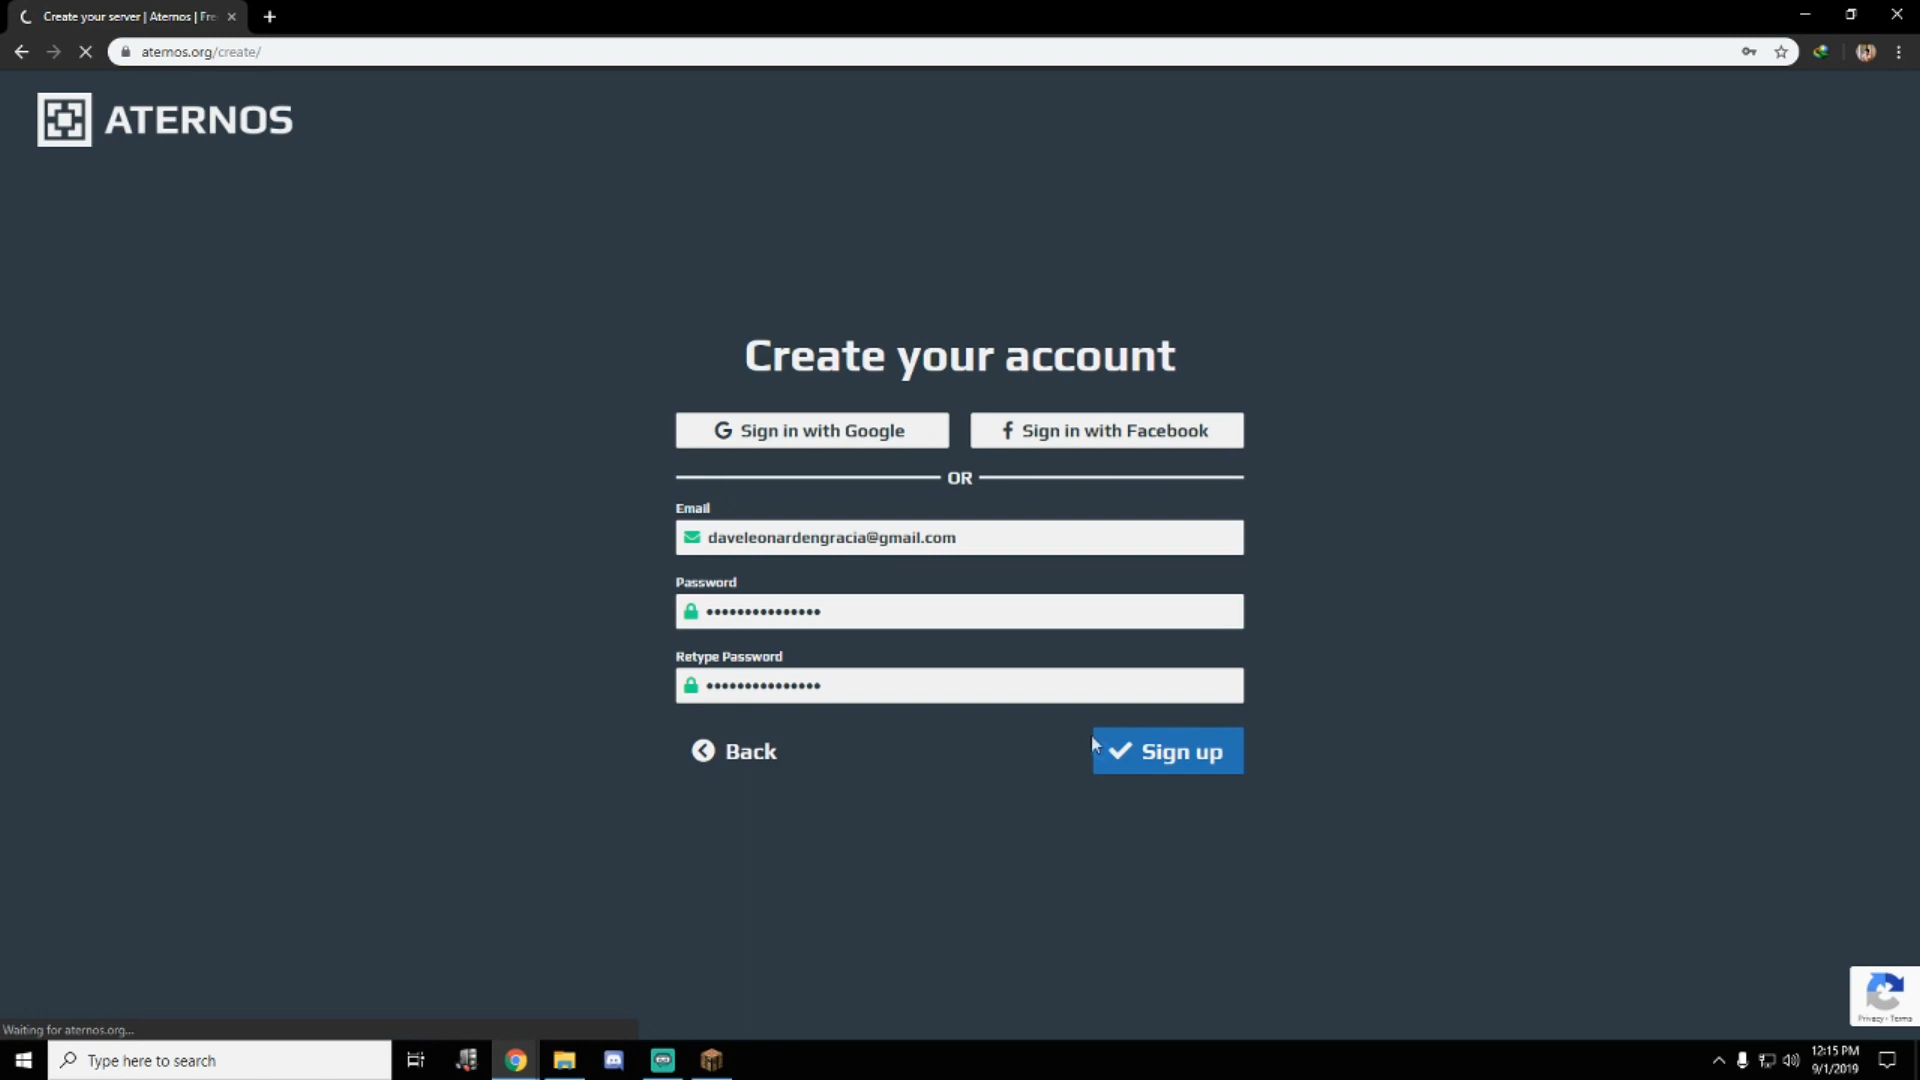 Create your server | Aternos | Fre
aternos.org/create/
ATERNOS
Create your account
G Sign in with Google
f Sign in with Facebook
OR
Email
daveleonardengracia@gmail.com
Password
•••••••••••••••
Retype Password
•••••••••••••••
Back
Sign up
Privacy - Terms
Waiting for aternos.org...
Type here to search
12:15 PM
9/1/2019